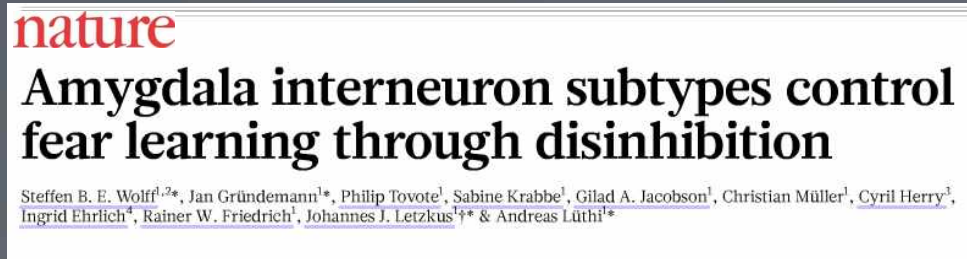 nature
Amygdala interneuron subtypes control
fear learning through disinhibition
Steffen B. E. Wolff1,2*, Jan Gründemann1*, Philip Tovote1, Sabine Krabbe1, Gilad A. Jacobson1, Christian Müller1, Cyril Herry3,
Ingrid Ehrlich4, Rainer W. Friedrich1, Johannes J. Letzkus1†* & Andreas Lüthi1*